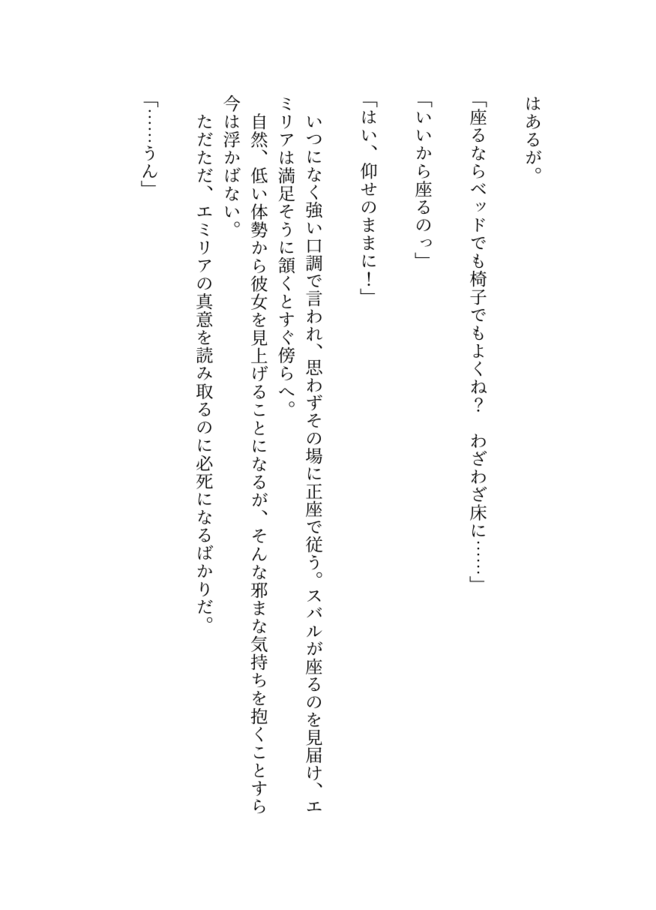 はあるが。
「座るならベッドでも椅子でもよくね？　わざわざ床に……」
「いいから座るのっ」
「はい、仰せのままに！」
　いつになく強い口調で言われ、思わずその場に正座で従う。スバルが座るのを見届け、エ
ミリアは満足そうに頷くとすぐ傍らへ。
　自然、低い体勢から彼女を見上げることになるが、そんな邪まな気持ちを抱くことすら
今は浮かばない。
　ただただ、エミリアの真意を読み取るのに必死になるばかりだ。
「……うん」